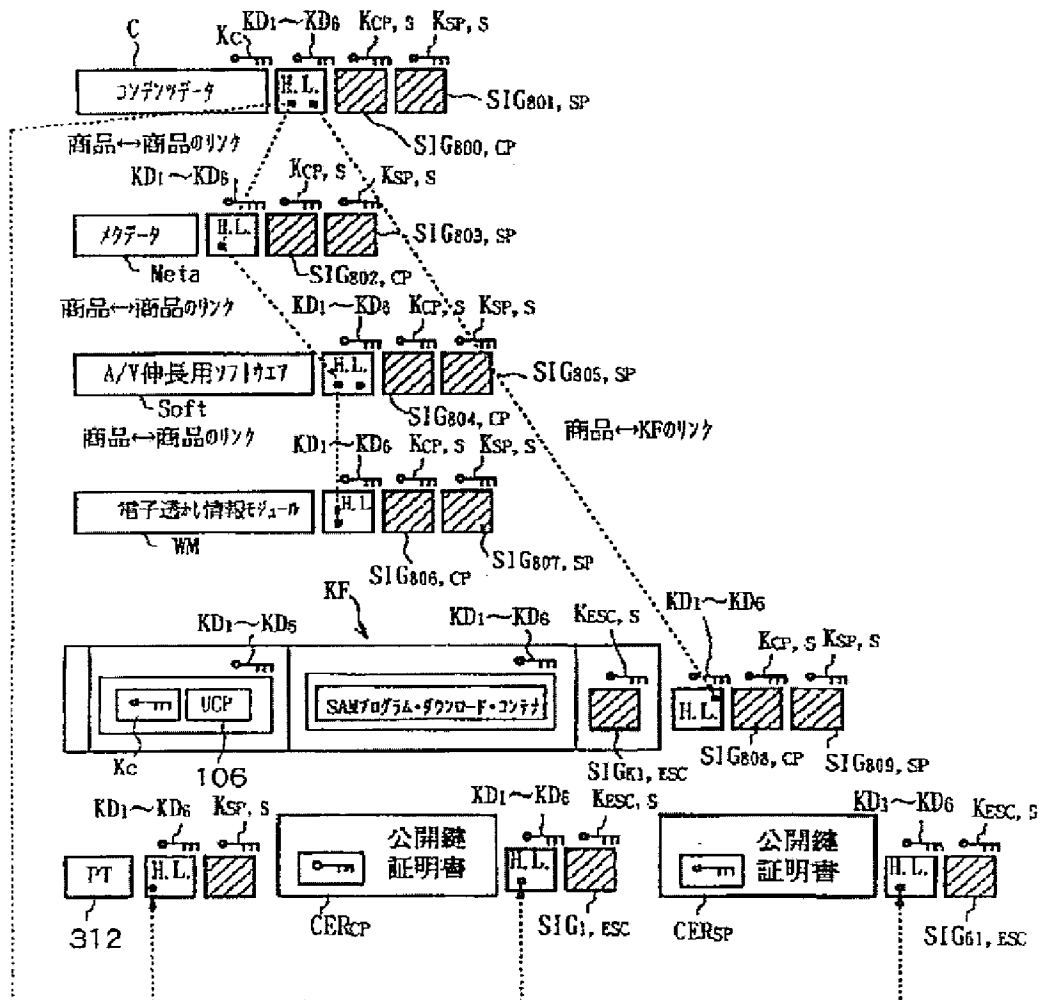 C Kc KD1～KD6 KCP, S KSP, S
コンテンツデータ H.L.
SIG801, SP
SIG800, CP
商品↔商品のリンク
KD1～KD6 KCP, S KSP, S
メタデータ H.L. SIG803, SP
Meta SIG802, CP
商品↔商品のリンク
KD1～KD6 KCP, S KSP, S
A/V伸長用ソフトウエア H.L. SIG805, SP
Soft SIG804, CP
商品↔商品のリンク 商品↔KFのリンク
KD1～KD6 KCP, S KSP, S
電子透かし情報モジュール H.L
WM SIG806, CP SIG807, SP
KF
KD1～KD6 KD1～KD6 KESC, S KD1～KD6
KCP, S KSP, S
UCP SAMプログラム・ダウンロード・コンテナ H.L.
Kc 106 SIGK1, ESC SIG808, CP SIG809, SP
KD1～KD6 KSP, S KD1～KD6 KESC, S KD1～KD6 KESC, S
PT H.L. 公開鍵証明書 H.L. 公開鍵証明書 H.L.
312 CERCP SIG1, ESC CERSP SIG61, ESC